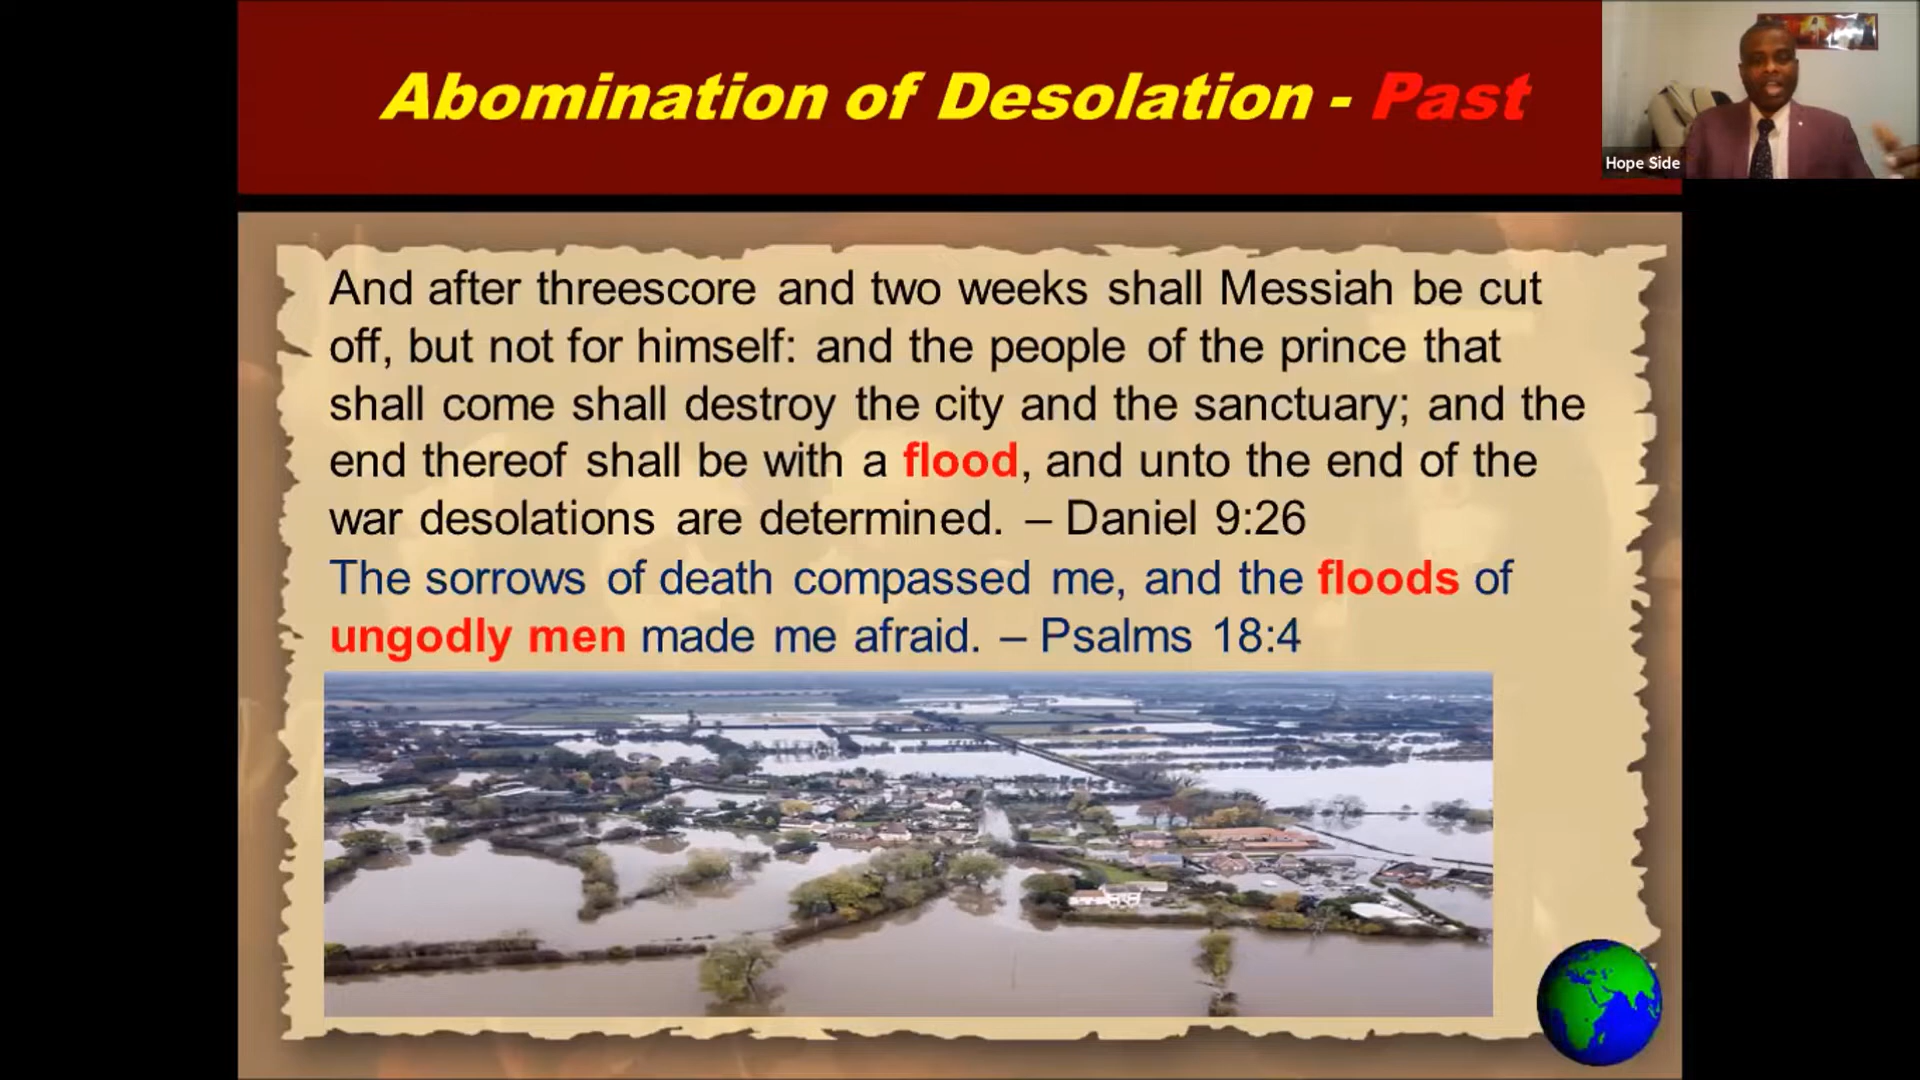 Abomination of Desolation - Past
Hope Side
And after threescore and two weeks shall Messiah be cut
off, but not for himself: and the people of the prince that
shall come shall destroy the city and the sanctuary; and the
end thereof shall be with a flood, and unto the end of the
war desolations are determined. – Daniel 9:26
The sorrows of death compassed me, and the floods of
ungodly men made me afraid. – Psalms 18:4